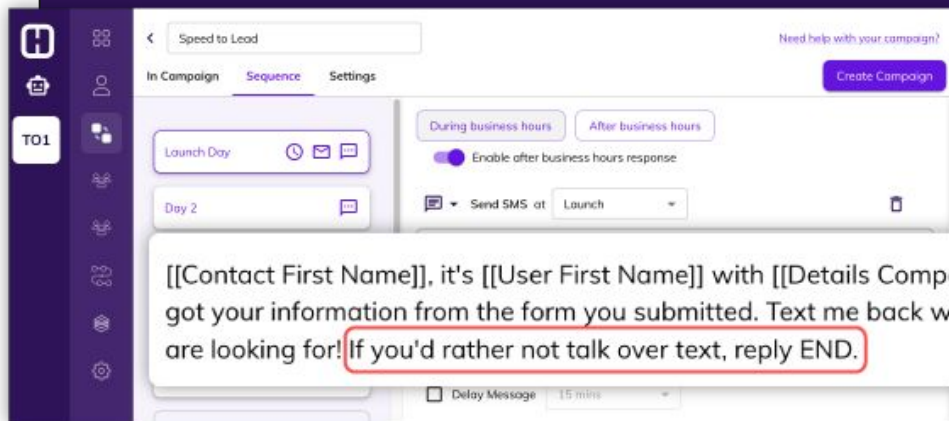 Speed to Lead
Need help with your campaign?
In Campaign Sequence Settings
Create Campaign
TO1
During business hours After business hours
Launch Day
Enable after business hours response
Send SMS at Launch
Day 2
[[Contact First Name]], it's [[User First Name]] with [[Details Comp
got your information from the form you submitted. Text me back w
are looking for! If you'd rather not talk over text, reply END.
Delay Message 15 mins